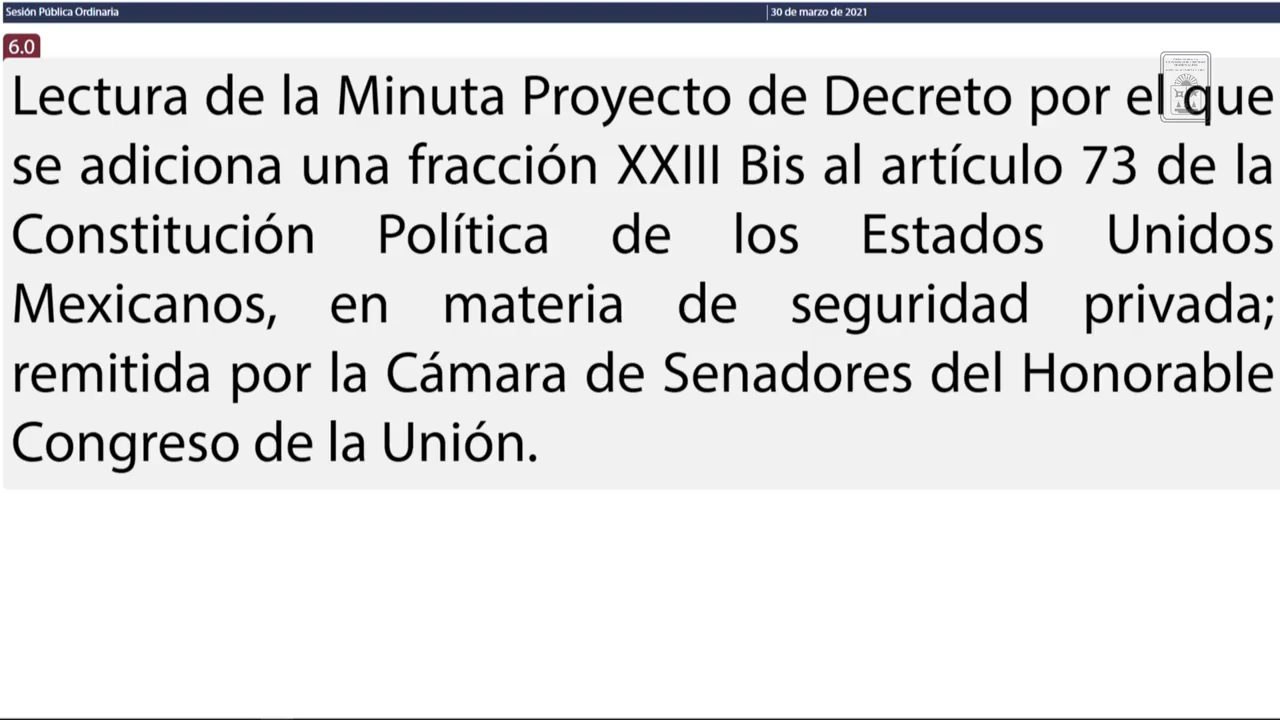 Sesión Pública Ordinaria
30 de marzo de 2021
6.0
Lectura de la Minuta Proyecto de Decreto por el que
se adiciona una fracción XXIII Bis al artículo 73 de la
Constitución Política de los Estados Unidos
Mexicanos, en materia de seguridad privada;
remitida por la Cámara de Senadores del Honorable
Congreso de la Unión.